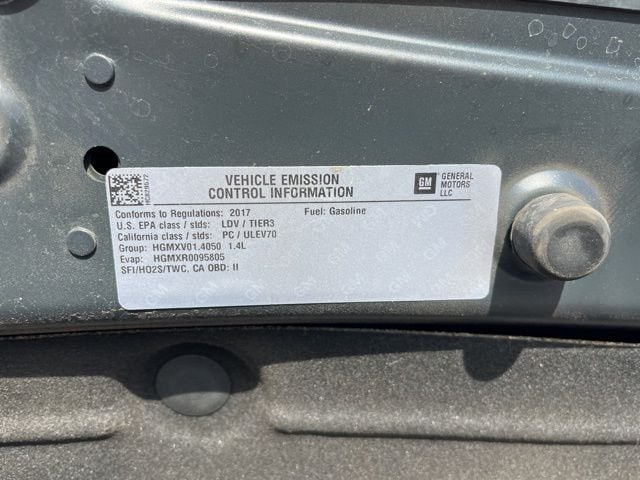 VEHICLE EMISSION
CONTROL INFORMATION
GM
GENERAL
MOTORS
LLC
Conforms to Regulations: 2017 Fuel: Gasoline
U.S. EPA class / stds: LDV / TIER3
California class / stds: PC / ULEV70
Group: HGMXV01.4050 1.4L
Evap: HGMXR0095805
SFI/HO2S/TWC, CA OBD: II